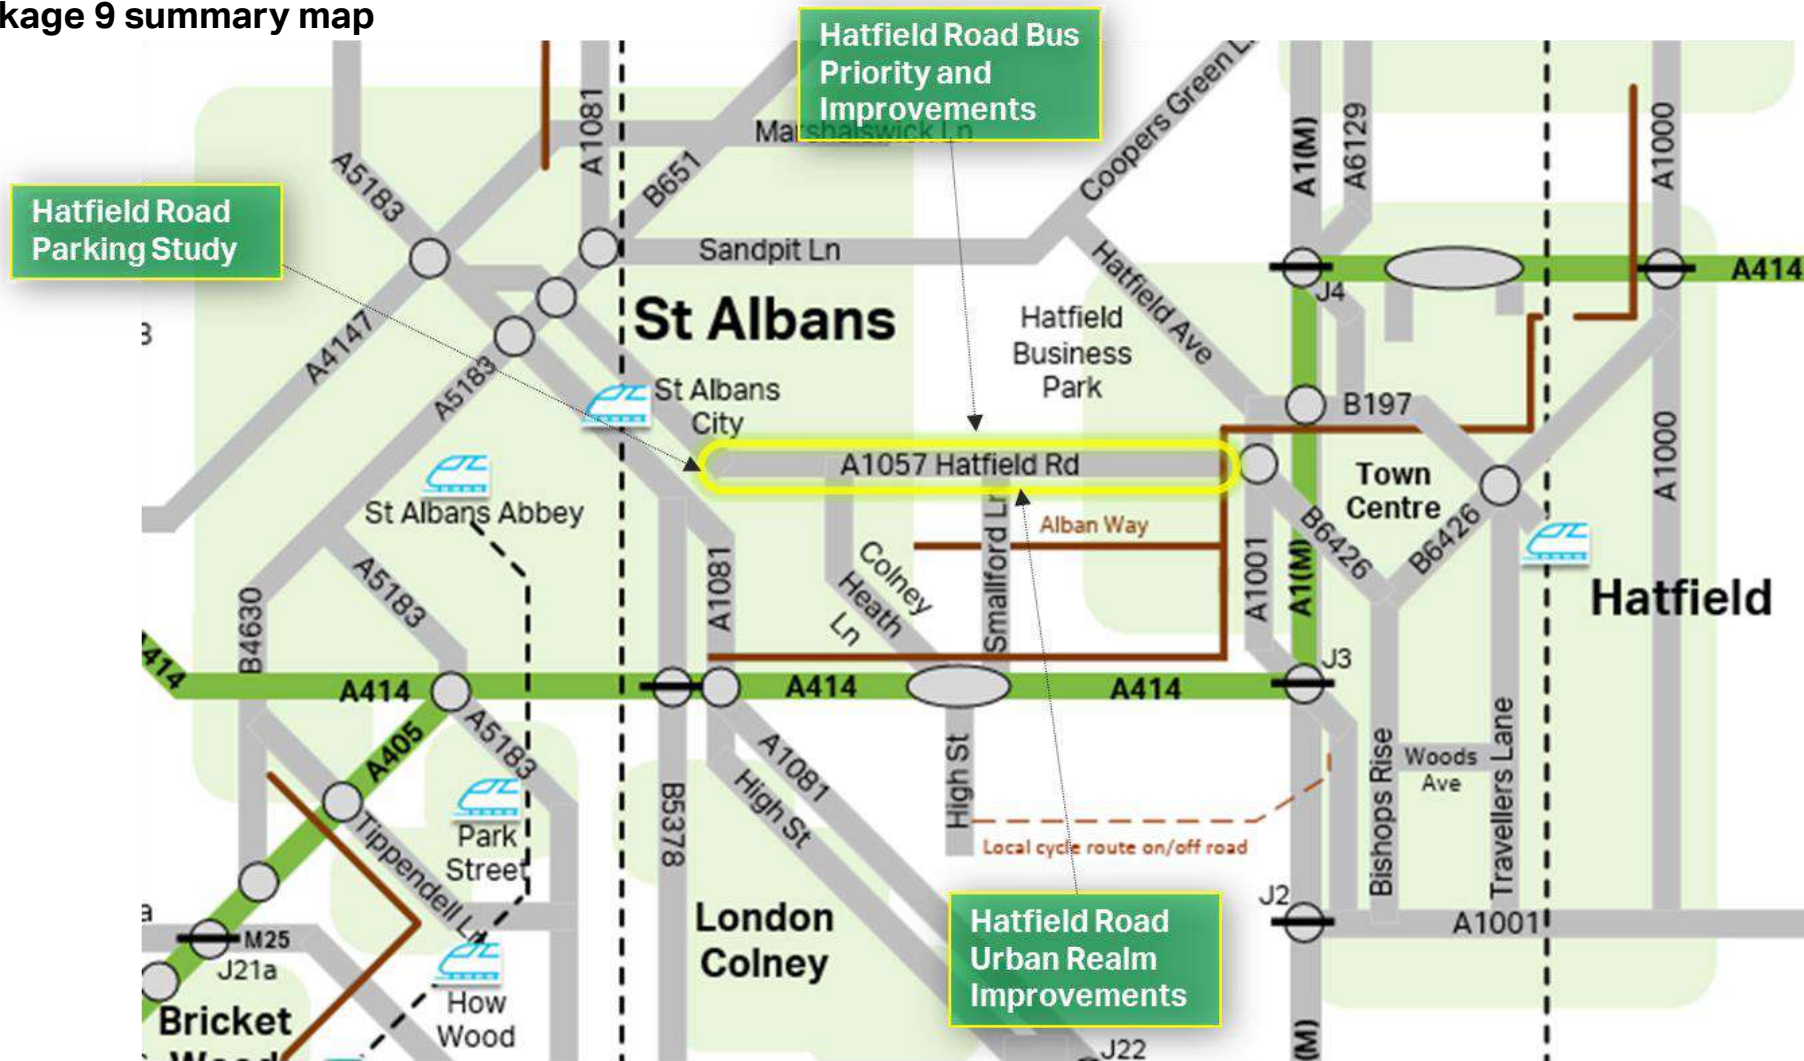 kage 9 summary map
Hatfield Road Bus
Priority and
Improvements
Hatfield Road
Parking Study
A5183
A1081
B651
Marshalswick Ln
Coopers Green L
A1(M)
A6129
A1000
Sandpit Ln
Hatfield Ave
J4
A414
St Albans
Hatfield
Business
Park
A4147
A5183
St Albans
City
B197
A1057 Hatfield Rd
Town
Centre
A1000
St Albans Abbey
Alban Way
Smallford Ln
Colney
Heath
Ln
B6426
B6426
A1001
A1(M)
Hatfield
B4630
A5183
A1081
J3
414
A414
A414
A414
A405
A5183
A1081
High St
High St
B5378
Bishops Rise
Woods
Ave
Travellers Lane
Park
Street
Tippendell Ln
Local cycle route on/off road
J2
A1001
M25
J21a
London
Colney
Hatfield Road
Urban Realm
Improvements
How
Wood
Bricket
Wood
J22
(M)